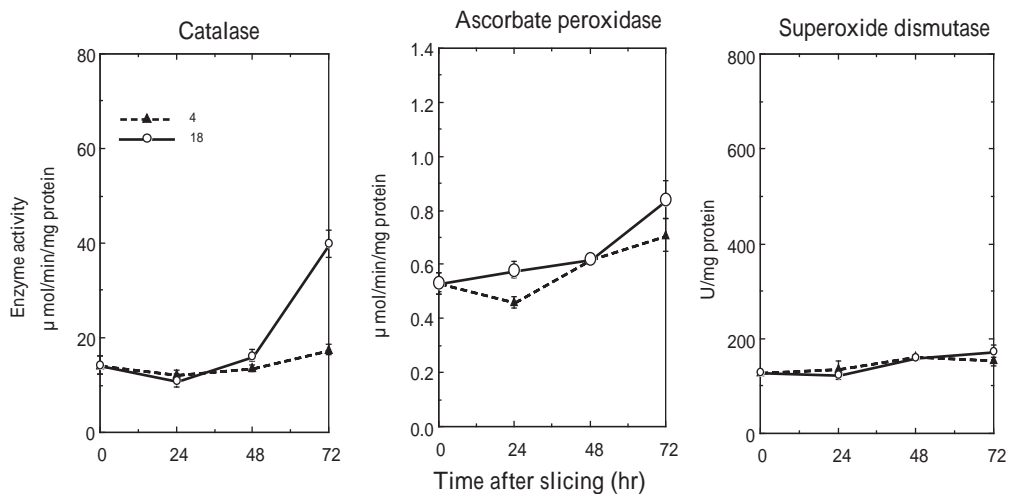 Catalase
Ascorbate peroxidase
Superoxide dismutase
Enzyme activity
μ mol/min/mg protein
80
60
40
20
0
4
18
0 24 48 72
μ mol/min/mg protein
1.4
1.2
1.0
0.8
0.6
0.4
0.2
0.0
0 24 48 72
U/mg protein
800
600
400
200
0
0 24 48 72
Time after slicing (hr)